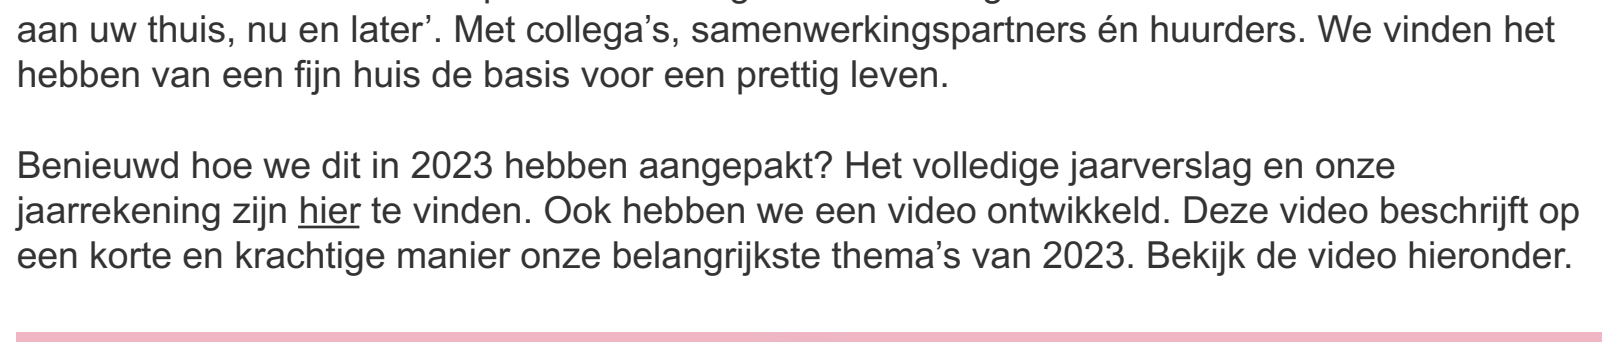 aan uw thuis, nu en later’. Met collega’s, samenwerkingspartners én huurders. We vinden het
hebben van een fijn huis de basis voor een prettig leven.
Benieuwd hoe we dit in 2023 hebben aangepakt? Het volledige jaarverslag en onze
jaarrekening zijn hier te vinden. Ook hebben we een video ontwikkeld. Deze video beschrijft op
een korte en krachtige manier onze belangrijkste thema’s van 2023. Bekijk de video hieronder.